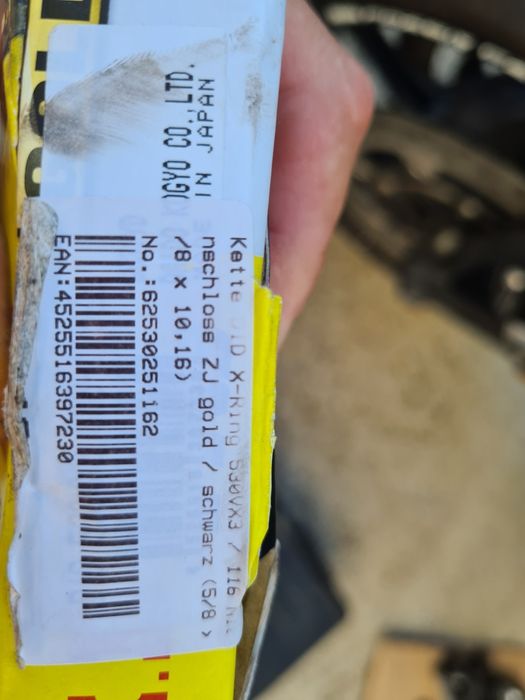 OGYO CO.,LTD.
IN JAPAN
Kette DID X-Ring 530VX3 / 116
nschloss ZJ gold / schwarz (5/8 x
/8 x 10,16)
No.:62530251162
EAN:4525516397230